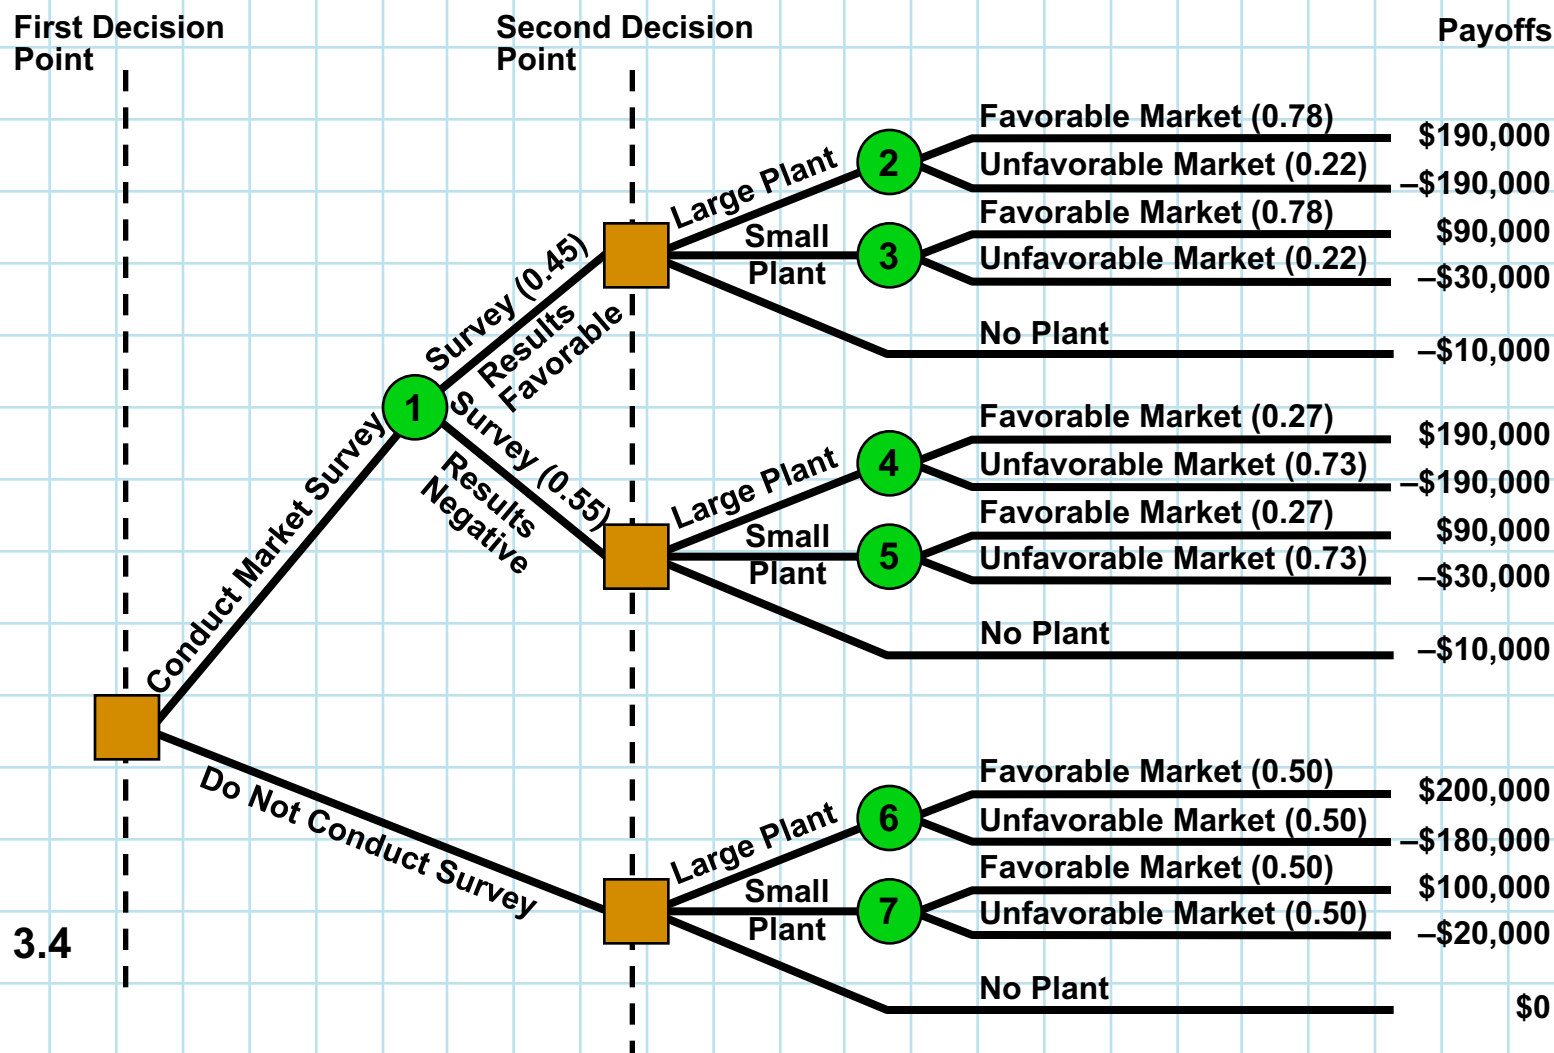 First Decision
Point
Second Decision
Point
Payoffs
Favorable Market (0.78)
$190,000
Large Plant
2
Unfavorable Market (0.22)
–$190,000
Favorable Market (0.78)
$90,000
Small
Plant
3
Unfavorable Market (0.22)
–$30,000
No Plant
–$10,000
Survey (0.45)
Results
Favorable
1
Survey (0.55)
Results
Negative
Conduct Market Survey
Favorable Market (0.27)
$190,000
Large Plant
4
Unfavorable Market (0.73)
–$190,000
Favorable Market (0.27)
$90,000
Small
Plant
5
Unfavorable Market (0.73)
–$30,000
No Plant
–$10,000
Do Not Conduct Survey
Favorable Market (0.50)
$200,000
Large Plant
6
Unfavorable Market (0.50)
–$180,000
Favorable Market (0.50)
$100,000
Small
Plant
7
Unfavorable Market (0.50)
–$20,000
No Plant
$0
3.4